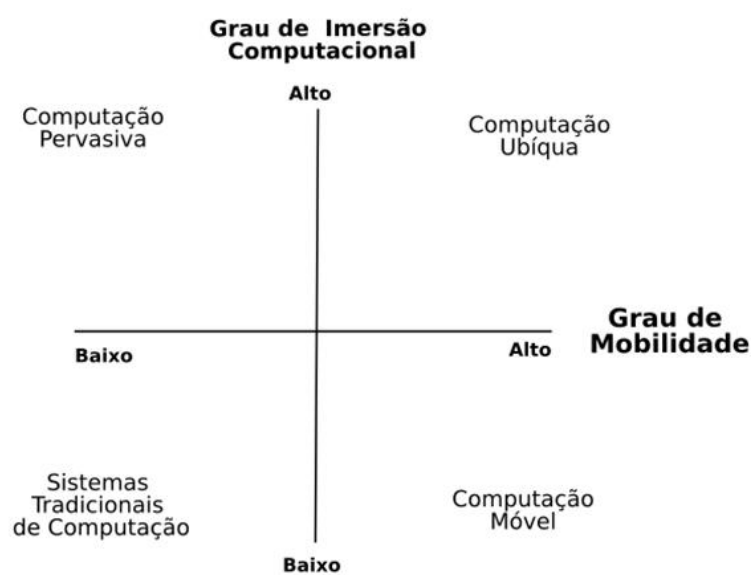 Grau de Imersão
Computacional
Alto
Computação
Pervasiva
Computação
Ubíqua
Grau de
Mobilidade
Baixo
Alto
Sistemas
Tradicionais
de Computação
Computação
Móvel
Baixo